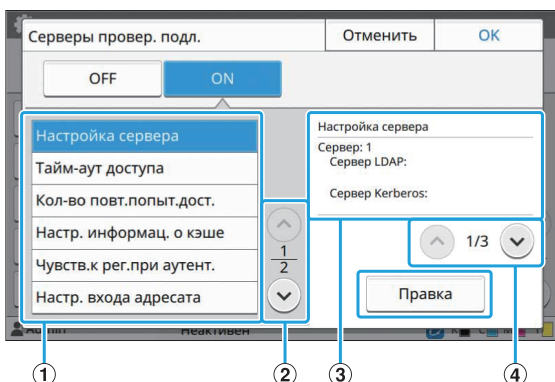 Серверы провер. подл.
Отменить
OK
OFF
ON
Настройка сервера
Тайм-аут доступа
Кол-во повт.попыт.дост.
Настр. информац. о кэше
Чувств.к рег.при аутент.
Настр. входа адресата
1
2
Настройка сервера
Сервер: 1
Сервер LDAP:
Сервер Kerberos:
1/3
Правка
Admin
Неактивен
1
2
3
4